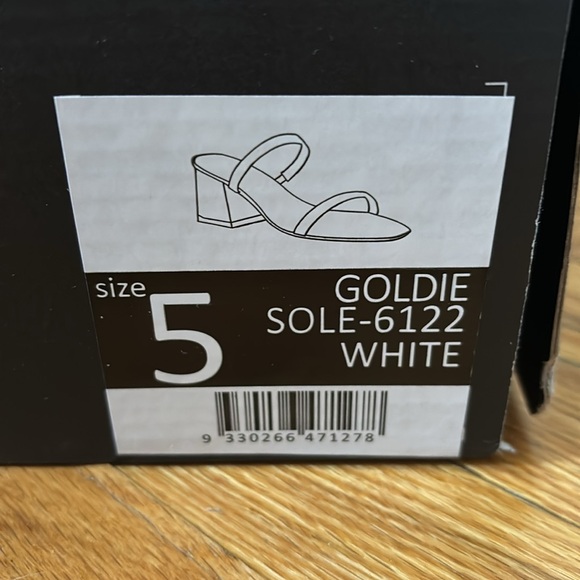 size 5
GOLDIE
SOLE-6122
WHITE
9 330266 471278